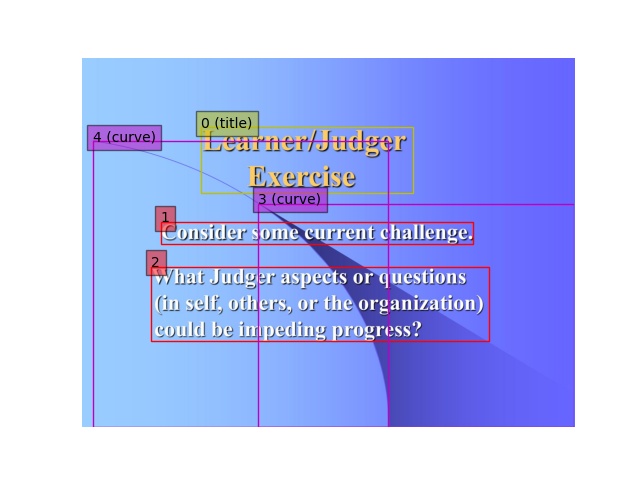 4 (curve)
0 (title)
Learner/Judger
Exercise
3 (curve)
1
Consider some current challenge.
2
What Judger aspects or questions
(in self, others, or the organization)
could be impeding progress?